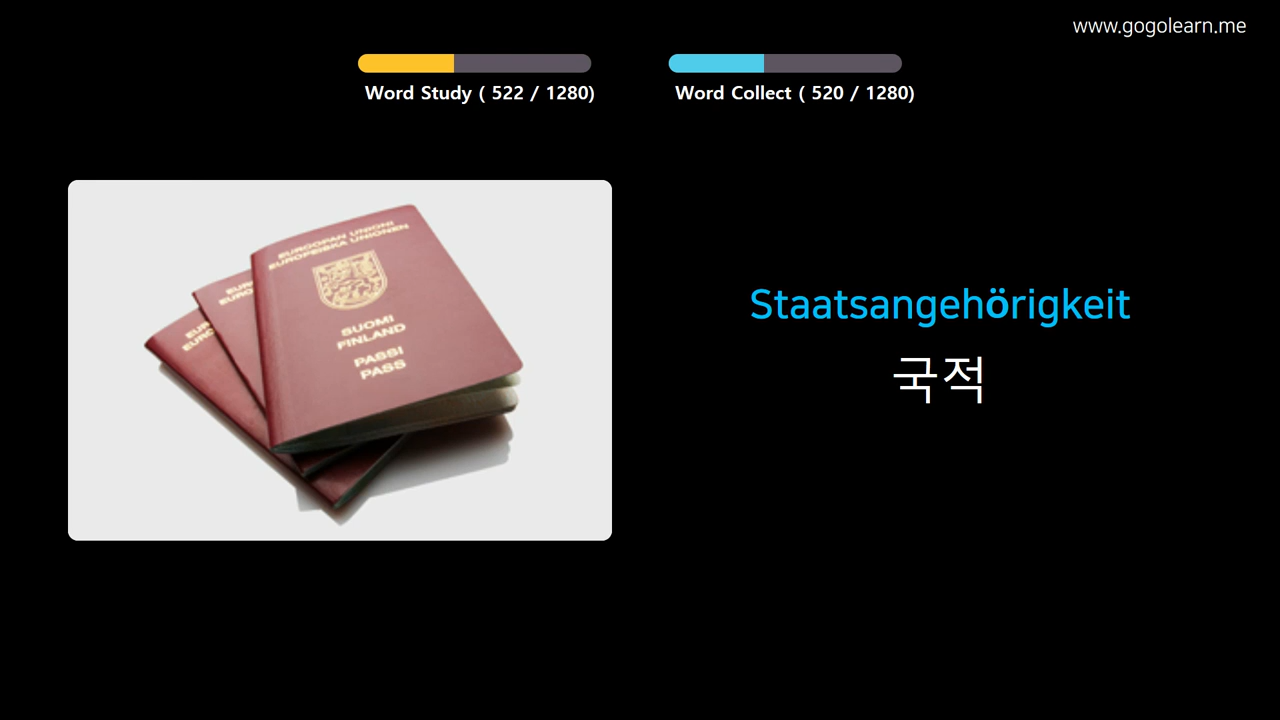 www.gogolearn.me
Word Study ( 522 / 1280)
Word Collect ( 520 / 1280)
EUROOPAN UNIONI
EUROPEISKA UNIONEN
SUOMI
FINLAND
PASSI
PASS
Staatsangehörigkeit
국적